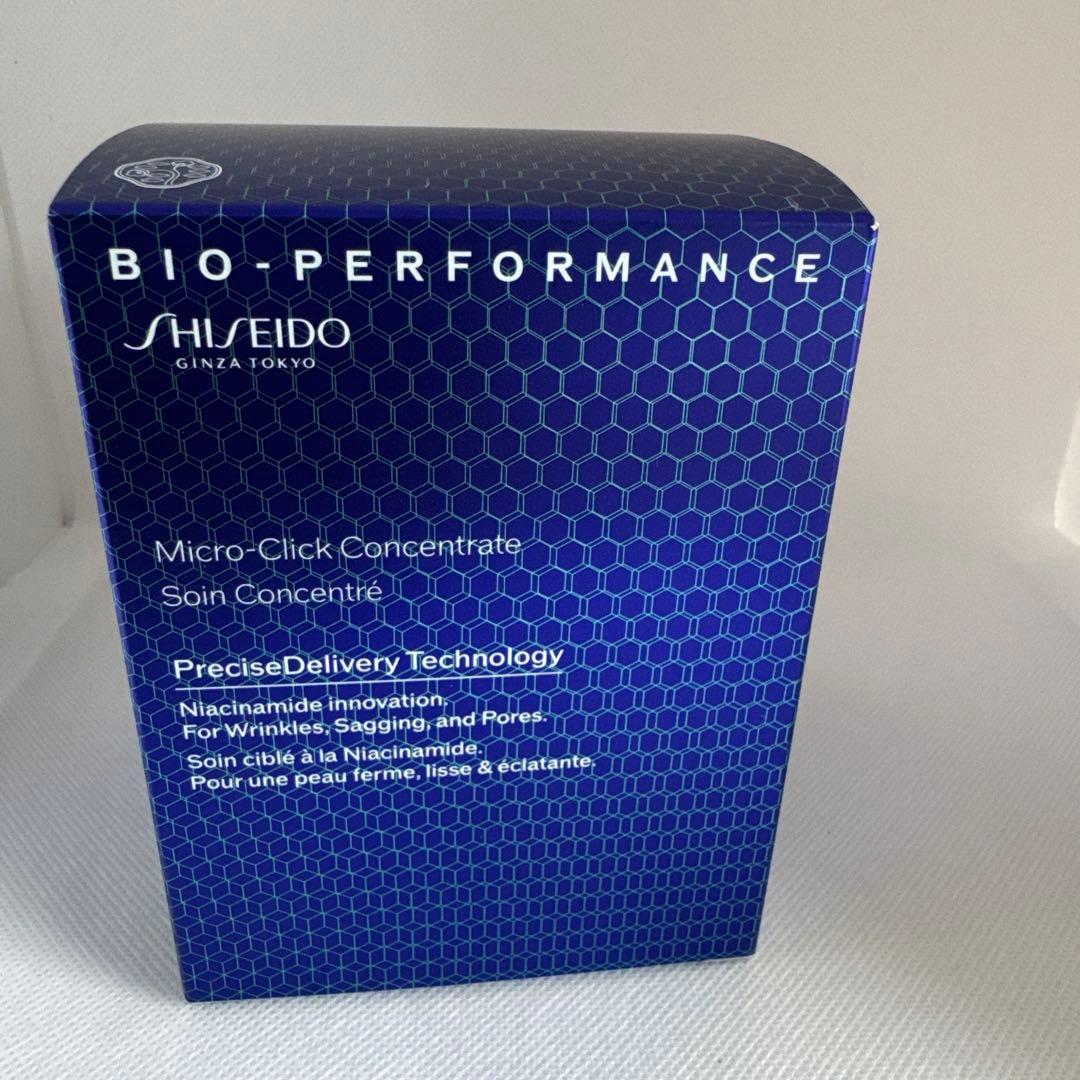 BIO-PERFORMANCE
SHISEIDO
GINZA TOKYO
Micro-Click Concentrate
Soin Concentré
PreciseDelivery Technology
Niacinamide innovation.
For Wrinkles, Sagging, and Pores.
Soin ciblé à la Niacinamide.
Pour une peau ferme, lisse & éclatante.